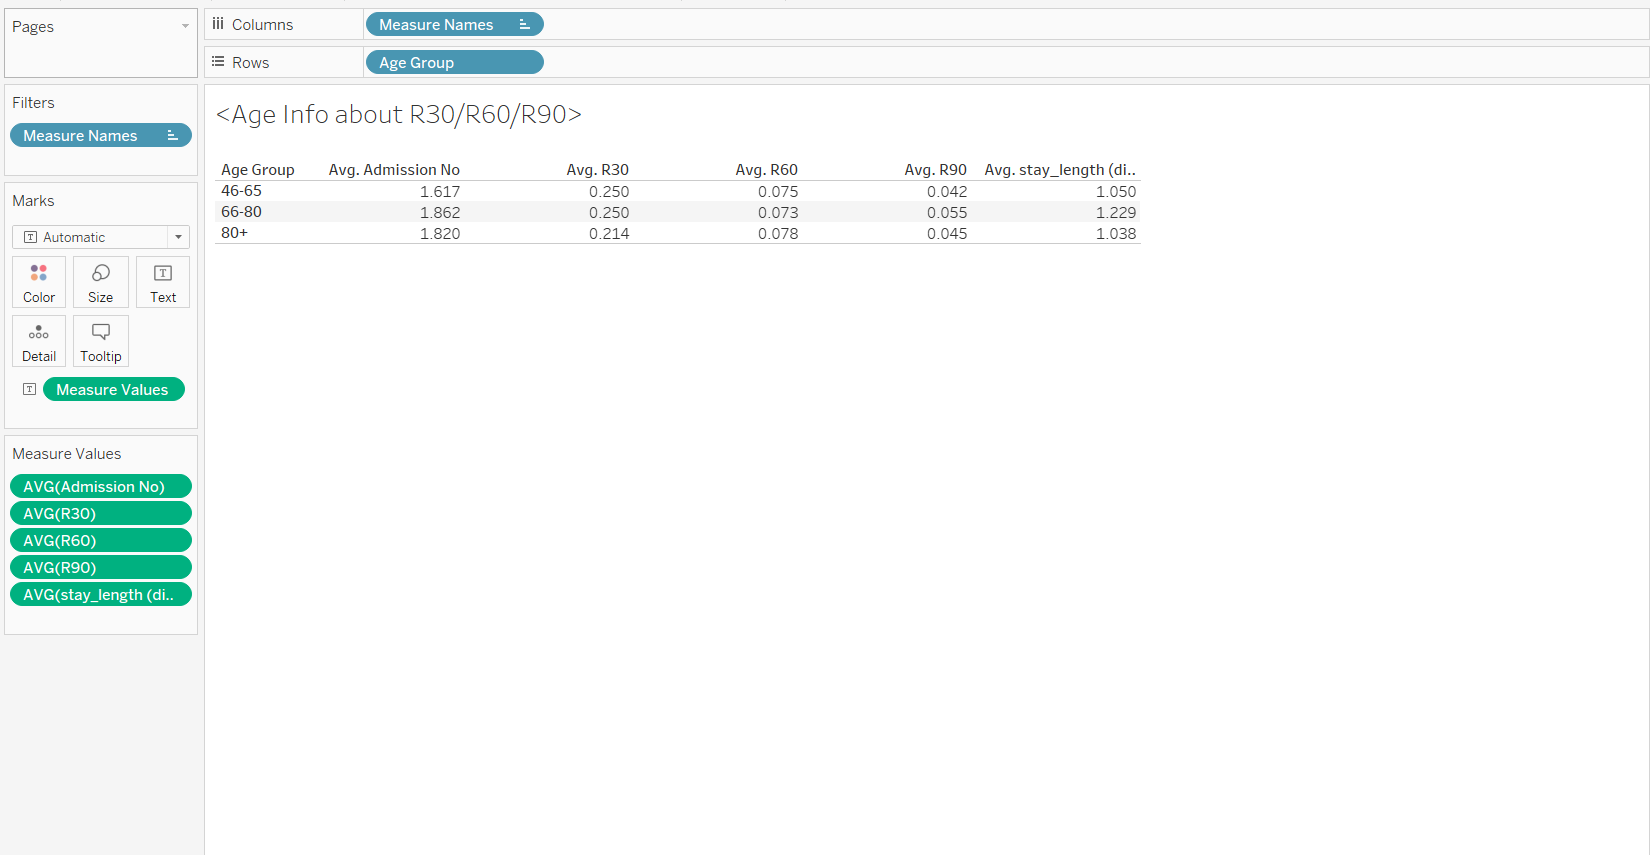 Pages
Columns
Measure Names
Rows
Age Group
Filters
Measure Names
Marks
Automatic
Color Size Text
Detail Tooltip
Measure Values
Measure Values
AVG(Admission No)
AVG(R30)
AVG(R60)
AVG(R90)
AVG(stay_length (di..
<Age Info about R30/R60/R90>
Age Group Avg. Admission No Avg. R30 Avg. R60 Avg. R90 Avg. stay_length (di..
46-65 1.617 0.250 0.075 0.042 1.050
66-80 1.862 0.250 0.073 0.055 1.229
80+ 1.820 0.214 0.078 0.045 1.038